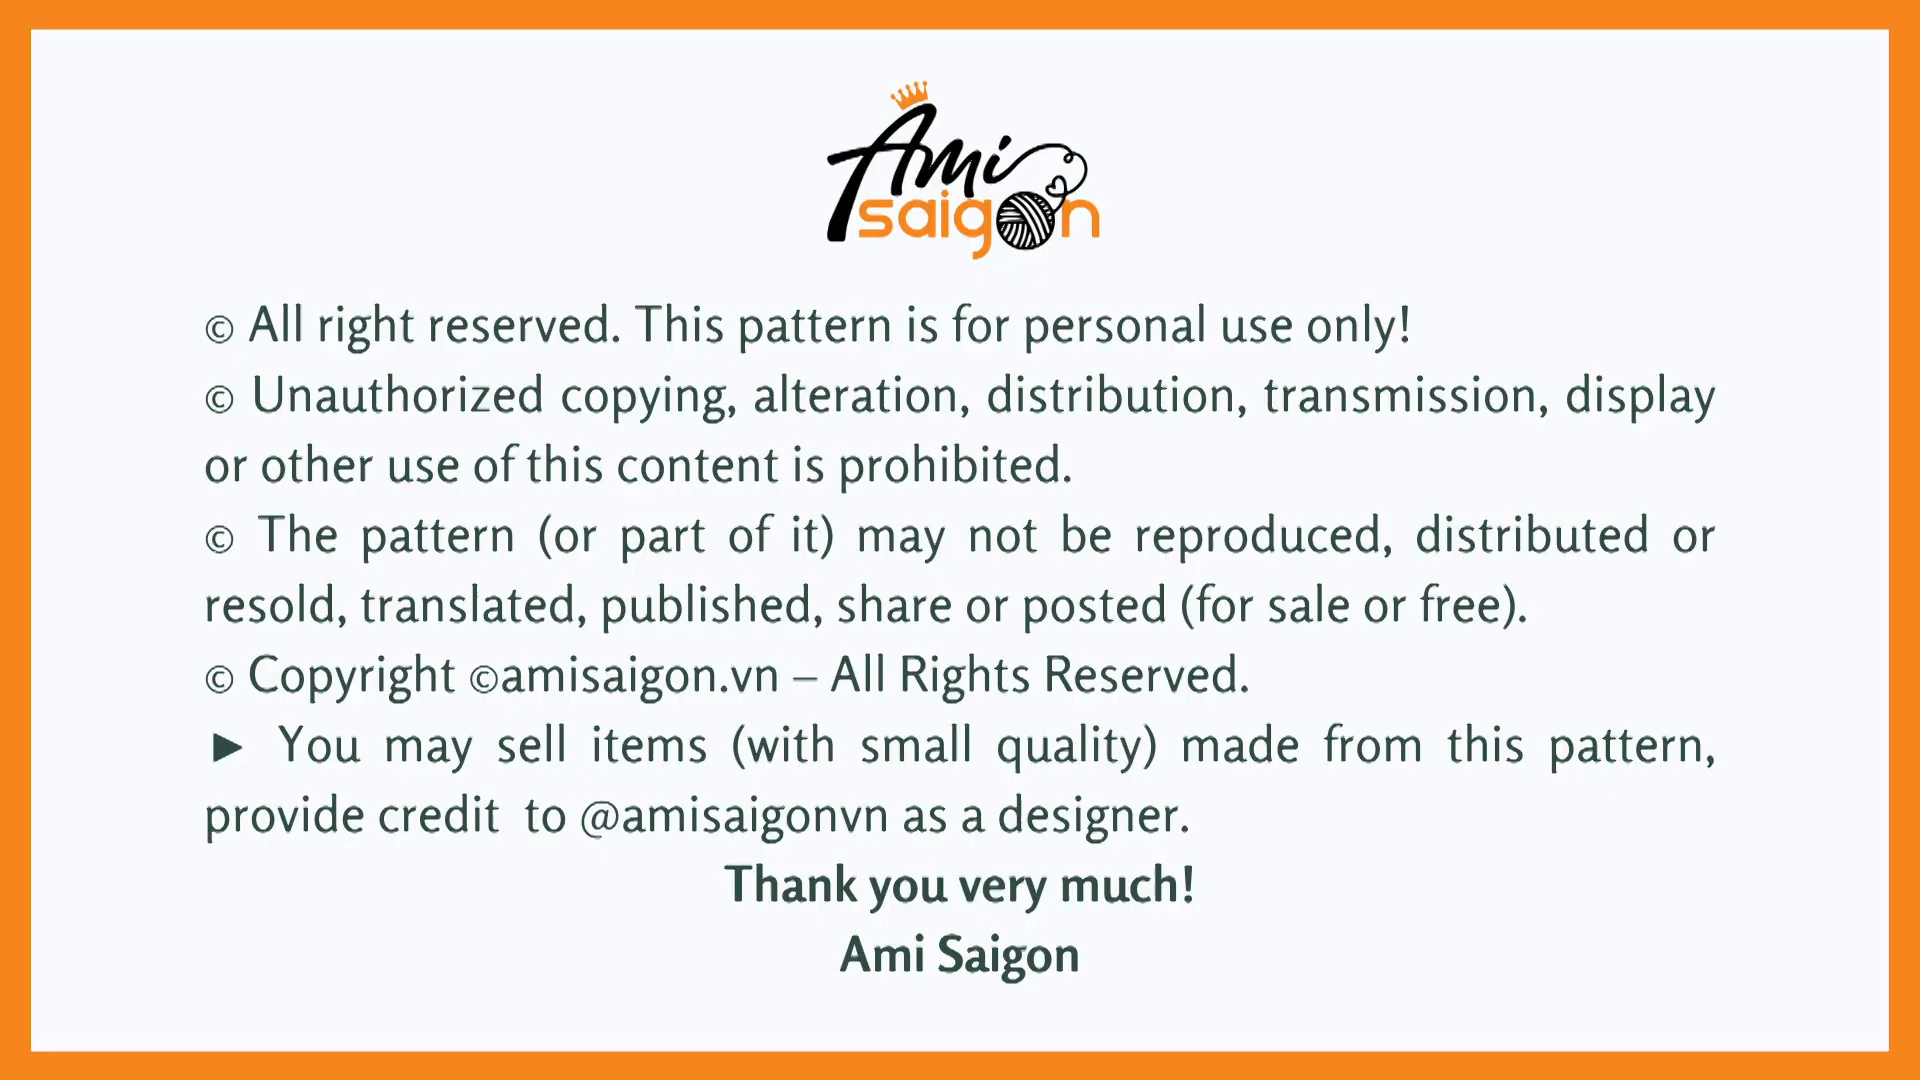 Ami
saigon
© All right reserved. This pattern is for personal use only!
© Unauthorized copying, alteration, distribution, transmission, display
or other use of this content is prohibited.
© The pattern (or part of it) may not be reproduced, distributed or
resold, translated, published, share or posted (for sale or free).
© Copyright ©amisaigon.vn – All Rights Reserved.
► You may sell items (with small quality) made from this pattern,
provide credit  to @amisaigonvn as a designer.
Thank you very much!
Ami Saigon